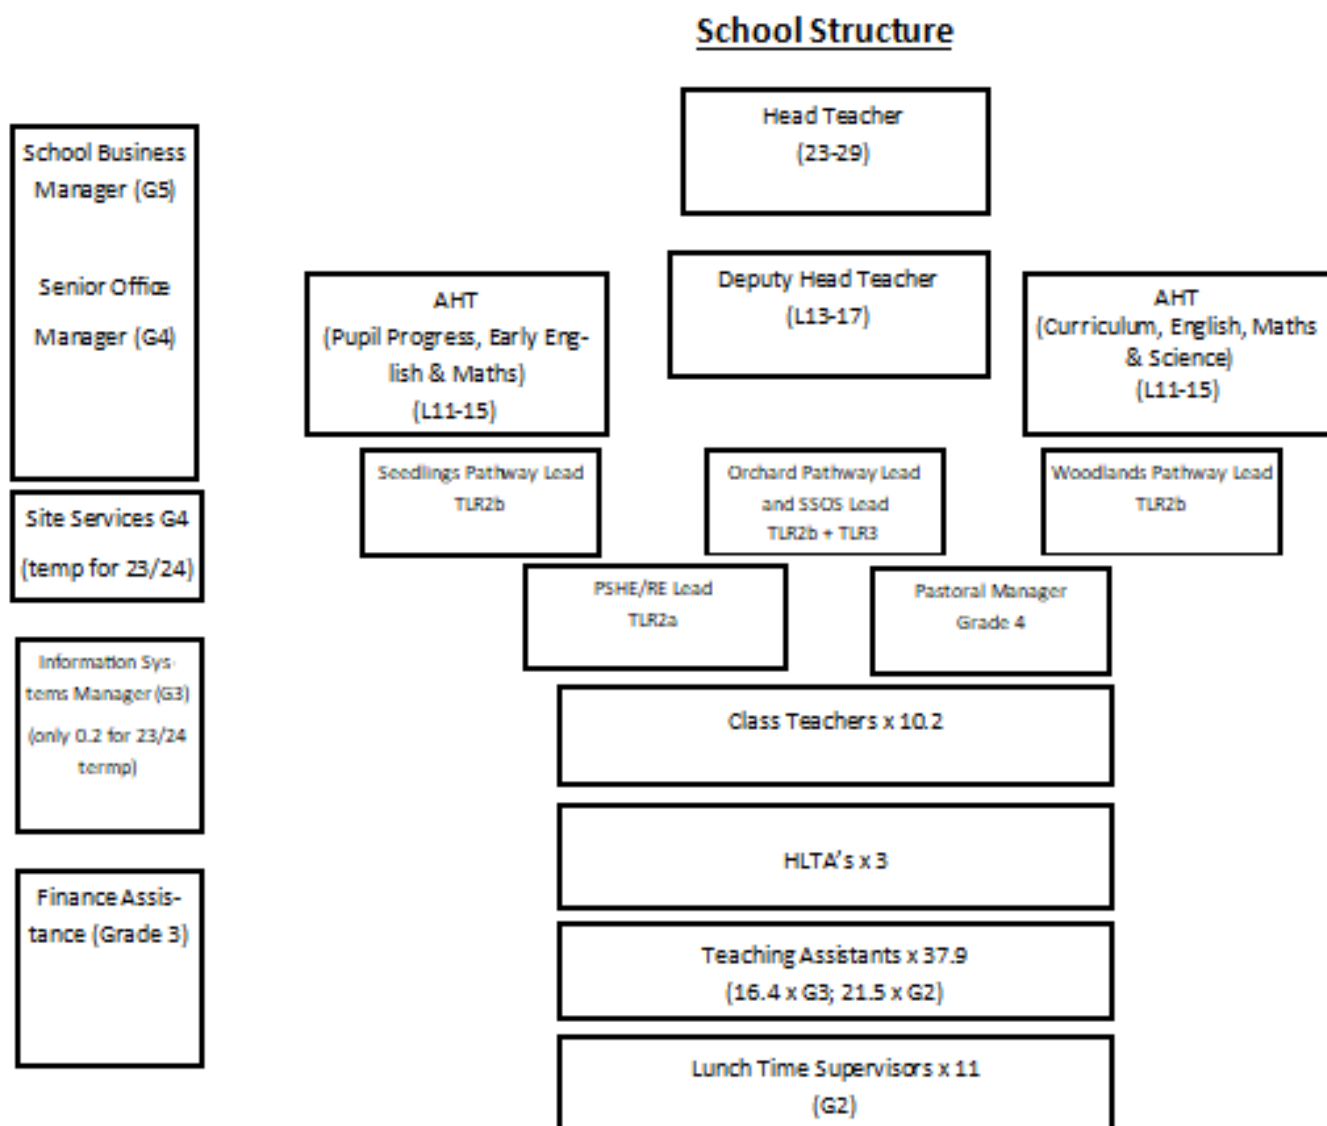 School Structure
Head Teacher
(23-29)
School Business
Manager (G5)
Senior Office
Manager (G4)
Deputy Head Teacher
(L13-17)
AHT
(Pupil Progress, Early Eng-
lish & Maths)
(L11-15)
AHT
(Curriculum, English, Maths
& Science)
(L11-15)
Seedlings Pathway Lead
TLR2b
Orchard Pathway Lead
and SSOS Lead
TLR2b + TLR3
Woodlands Pathway Lead
TLR2b
Site Services G4
(temp for 23/24)
PSHE/RE Lead
TLR2a
Pastoral Manager
Grade 4
Information Sys-
tems Manager (G3)
(only 0.2 for 23/24
termp)
Class Teachers x 10.2
HLTA's x 3
Finance Assis-
tance (Grade 3)
Teaching Assistants x 37.9
(16.4 x G3; 21.5 x G2)
Lunch Time Supervisors x 11
(G2)